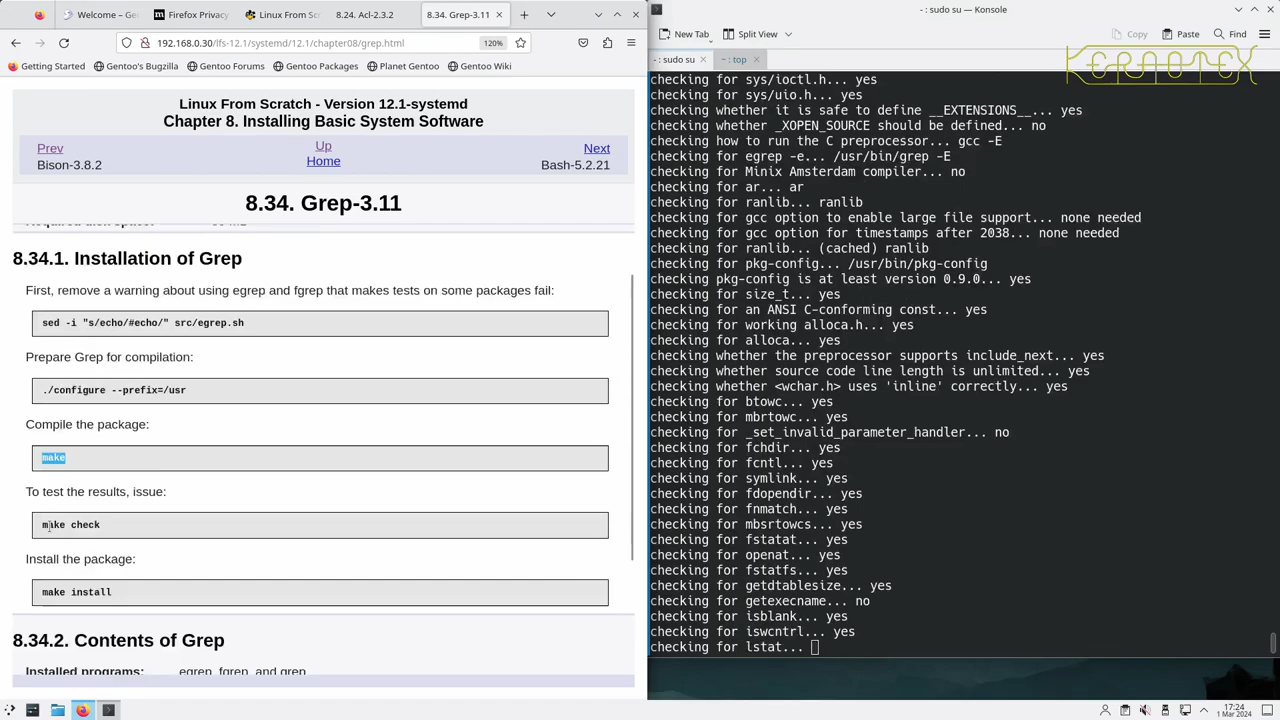 Welcome – Ge
Firefox Privacy
Linux From Scr
8.24. Acl-2.3.2
8.34. Grep-3.11
192.168.0.30/lfs-12.1/systemd/12.1/chapter08/grep.html
120%
Getting Started
Gentoo's Bugzilla
Gentoo Forums
Gentoo Packages
Planet Gentoo
Gentoo Wiki
Linux From Scratch - Version 12.1-systemd
Chapter 8. Installing Basic System Software
Prev
Up
Next
Bison-3.8.2
Home
Bash-5.2.21
8.34. Grep-3.11
8.34.1. Installation of Grep
First, remove a warning about using egrep and fgrep that makes tests on some packages fail:
sed -i "s/echo/#echo/" src/egrep.sh
Prepare Grep for compilation:
./configure --prefix=/usr
Compile the package:
make
To test the results, issue:
make check
Install the package:
make install
8.34.2. Contents of Grep
Installed programs: egrep, fgrep, and grep
- : sudo su — Konsole
New Tab
Split View
Copy
Paste
Find
- : sudo su
~ : top
KERNOTEX
checking for sys/ioctl.h... yes
checking for sys/uio.h... yes
checking whether it is safe to define __EXTENSIONS__... yes
checking whether _XOPEN_SOURCE should be defined... no
checking how to run the C preprocessor... gcc -E
checking for egrep -e... /usr/bin/grep -E
checking for Minix Amsterdam compiler... no
checking for ar... ar
checking for ranlib... ranlib
checking for gcc option to enable large file support... none needed
checking for gcc option for timestamps after 2038... none needed
checking for ranlib... (cached) ranlib
checking for pkg-config... /usr/bin/pkg-config
checking pkg-config is at least version 0.9.0... yes
checking for size_t... yes
checking for an ANSI C-conforming const... yes
checking for working alloca.h... yes
checking for alloca... yes
checking whether the preprocessor supports include_next... yes
checking whether source code line length is unlimited... yes
checking whether <wchar.h> uses 'inline' correctly... yes
checking for btowc... yes
checking for mbrtowc... yes
checking for _set_invalid_parameter_handler... no
checking for fchdir... yes
checking for fcntl... yes
checking for symlink... yes
checking for fdopendir... yes
checking for fnmatch... yes
checking for mbsrtowcs... yes
checking for fstatat... yes
checking for openat... yes
checking for fstatfs... yes
checking for getdtablesize... yes
checking for getexecname... no
checking for isblank... yes
checking for iswcntrl... yes
checking for lstat...
17:24
1 Mar 2024